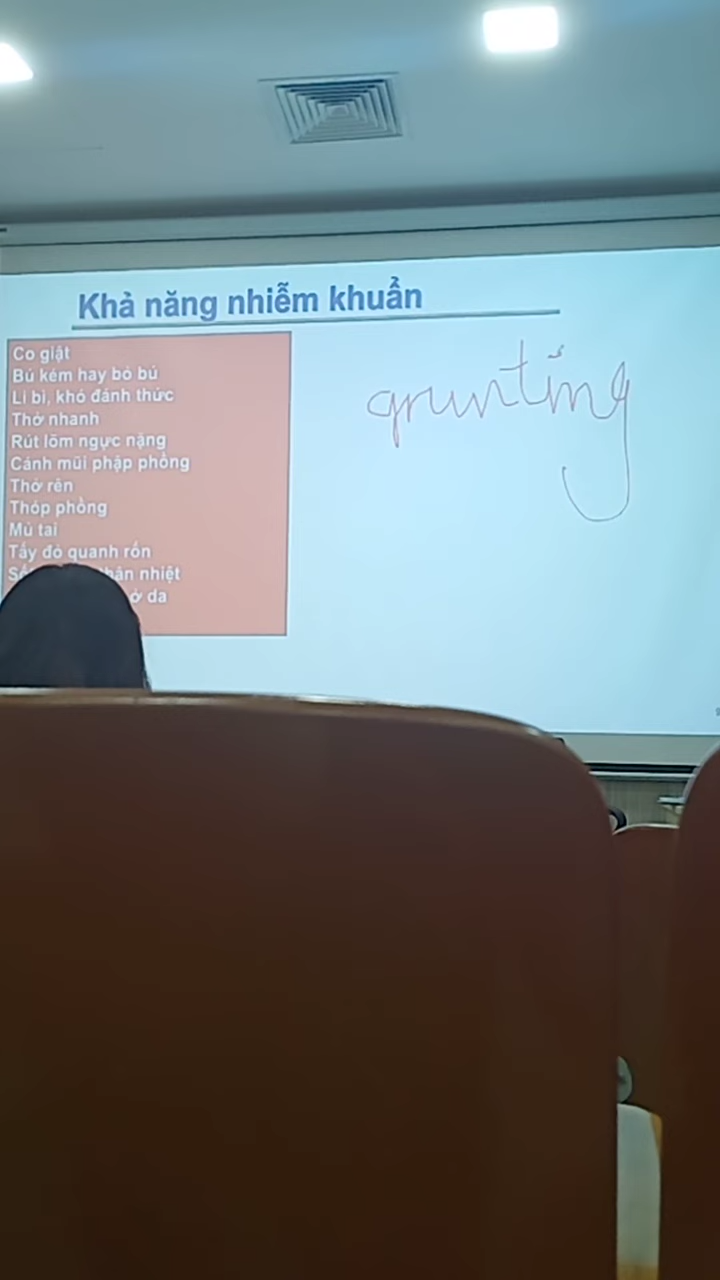 Khả năng nhiễm khuẩn
Co giật
Bú kém hay bỏ bú
Li bì, khó đánh thức
Thở nhanh
Rút lõm ngực nặng
Cánh mũi phập phồng
Thở rên
Thóp phồng
Mủ tai
Tấy đỏ quanh rốn
nhiệt
ở da
grunting